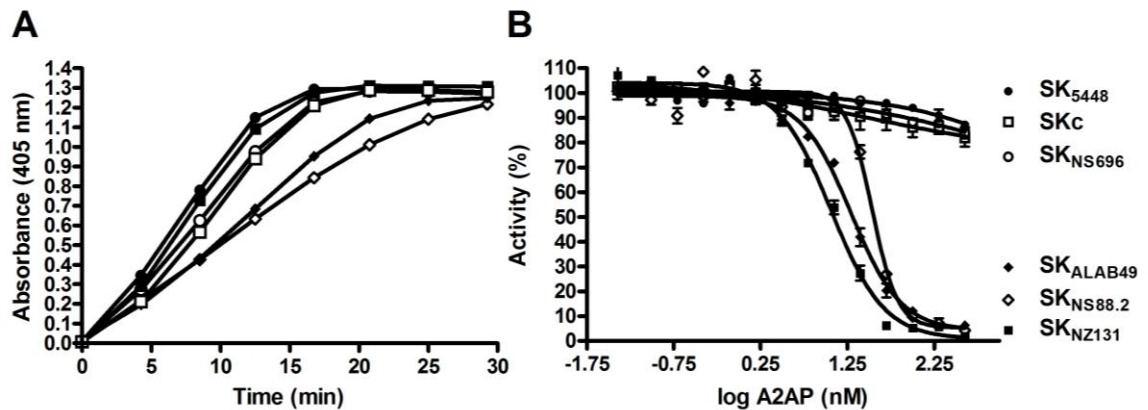 A
Absorbance (405 nm)
1.4
1.3
1.2
1.1
1.0
0.9
0.8
0.7
0.6
0.5
0.4
0.3
0.2
0.1
0.0
0 5 10 15 20 25 30
Time (min)
B
Activity (%)
110
100
90
80
70
60
50
40
30
20
10
0
-1.75 -0.75 0.25 1.25 2.25
log A2AP (nM)
SK5448
SKC
SKNS696
SKALAB49
SKNS88.2
SKNZ131